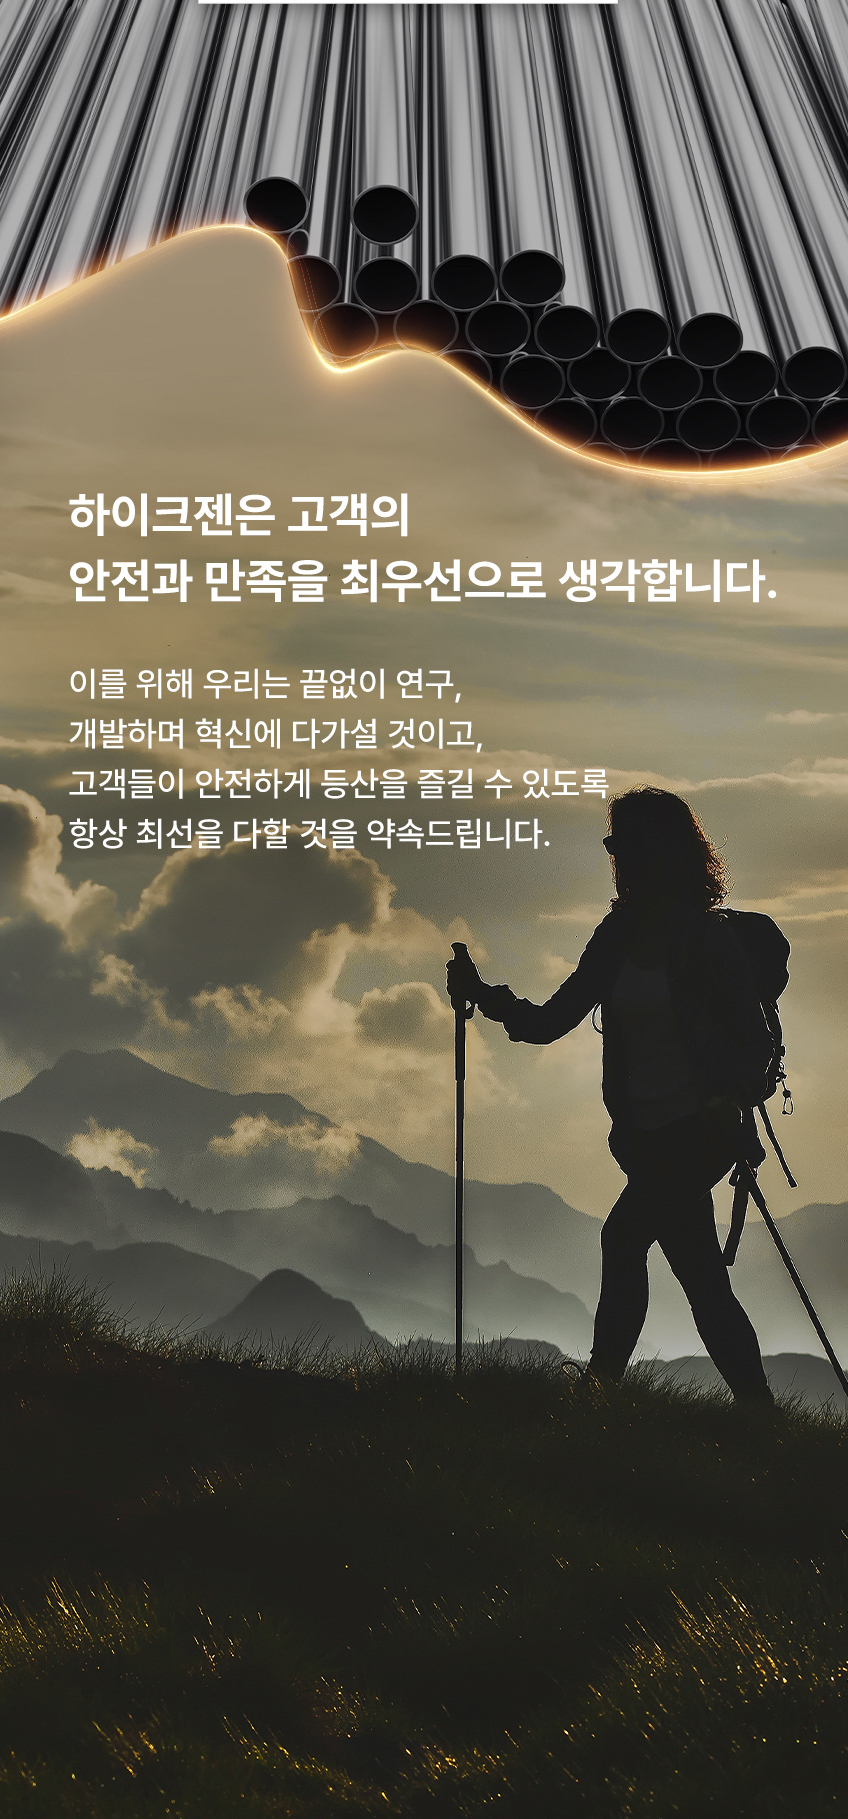 하이크젠은 고객의
안전과 만족을 최우선으로 생각합니다.
이를 위해 우리는 끝없이 연구,
개발하며 혁신에 다가설 것이고,
고객들이 안전하게 등산을 즐길 수 있도록
항상 최선을 다할 것을 약속드립니다.